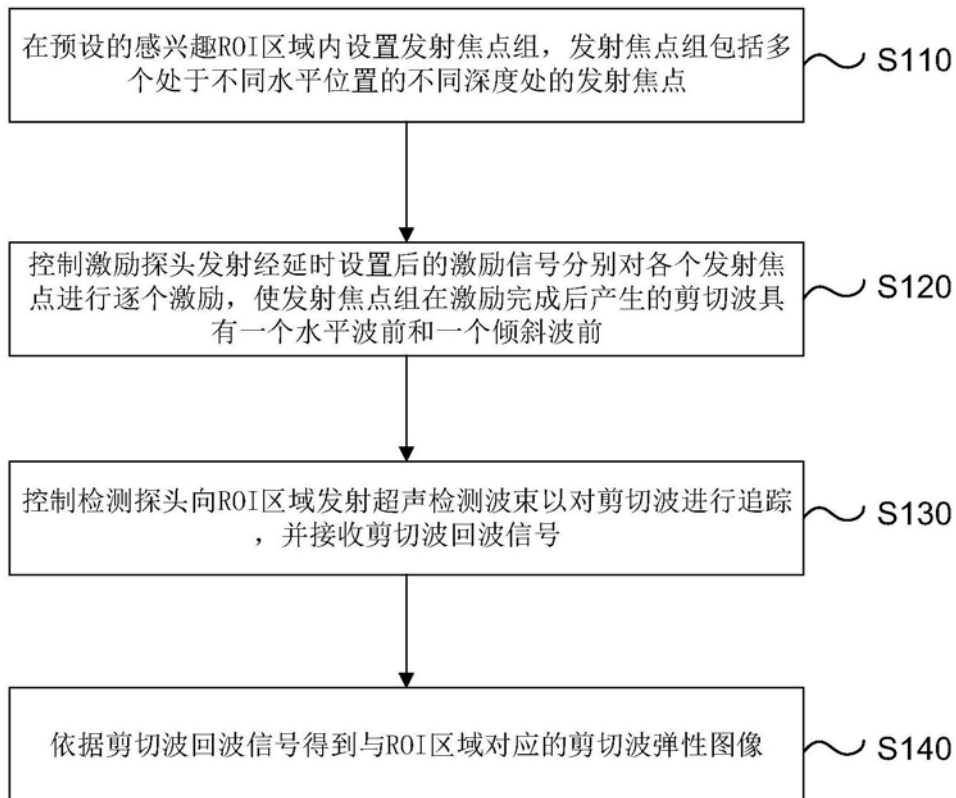 在预设的感兴趣ROI区域内设置发射焦点组，发射焦点组包括多
个处于不同水平位置的不同深度处的发射焦点
S110
控制激励探头发射经延时设置后的激励信号分别对各个发射焦
点进行逐个激励，使发射焦点组在激励完成后产生的剪切波具
有一个水平波前和一个倾斜波前
S120
控制检测探头向ROI区域发射超声检测波束以对剪切波进行追踪
，并接收剪切波回波信号
S130
依据剪切波回波信号得到与ROI区域对应的剪切波弹性图像
S140